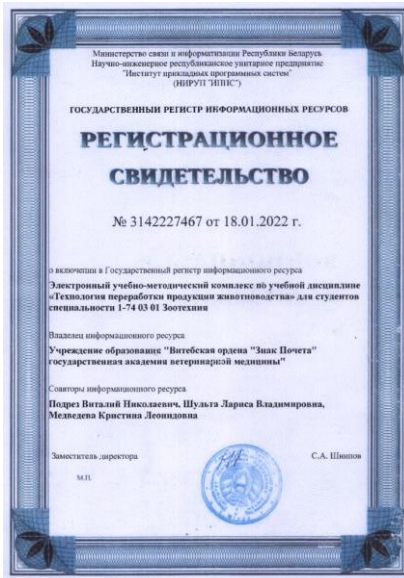 Министерство связи и информатизации Республики Беларусь
Научно-инженерное республиканское унитарное предприятие
"Институт прикладных программных систем"
(НИРУП "ИППС")
ГОСУДАРСТВЕННЫЙ РЕГИСТР ИНФОРМАЦИОННЫХ РЕСУРСОВ
РЕГИСТРАЦИОННОЕ
СВИДЕТЕЛЬСТВО
№ 3142227467 от 18.01.2022 г.
о включении в Государственный регистр информационного ресурса
Электронный учебно-методический комплекс по учебной дисциплине
«Технология переработки продукции животноводства» для студентов
специальности 1-74 03 01 Зоотехния
Владелец информационного ресурса
Учреждение образования "Витебская ордена "Знак Почета"
государственная академия ветеринарной медицины"
Соавторы информационного ресурса
Подрез Виталий Николаевич, Шульга Лариса Владимировна,
Медведева Кристина Леонидовна
Заместитель директора
С.А.
М.П.